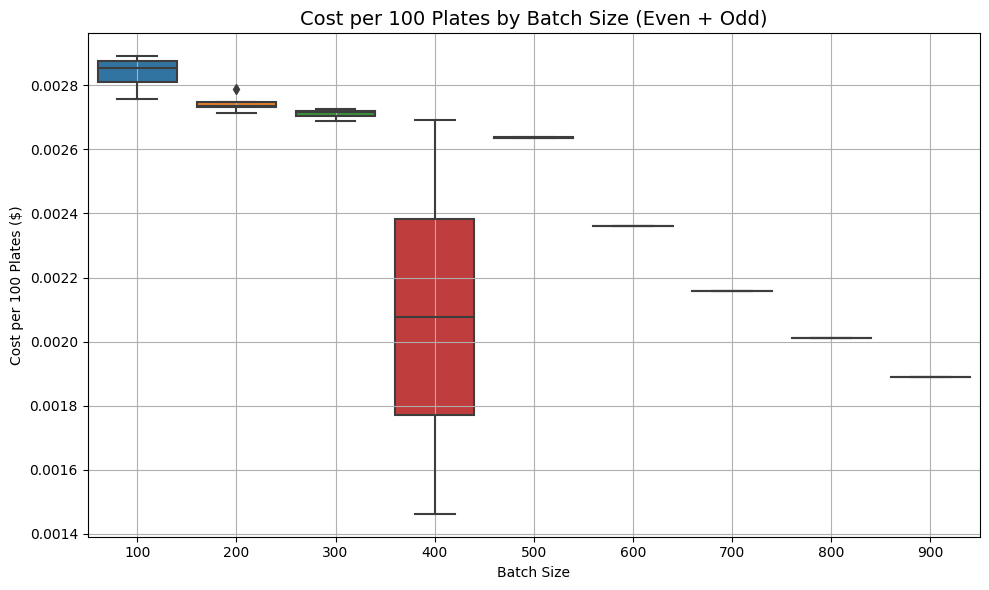 Cost per 100 Plates by Batch Size (Even + Odd)
Cost per 100 Plates ($)
0.0028
0.0026
0.0024
0.0022
0.0020
0.0018
0.0016
0.0014
100 200 300 400 500 600 700 800 900
Batch Size